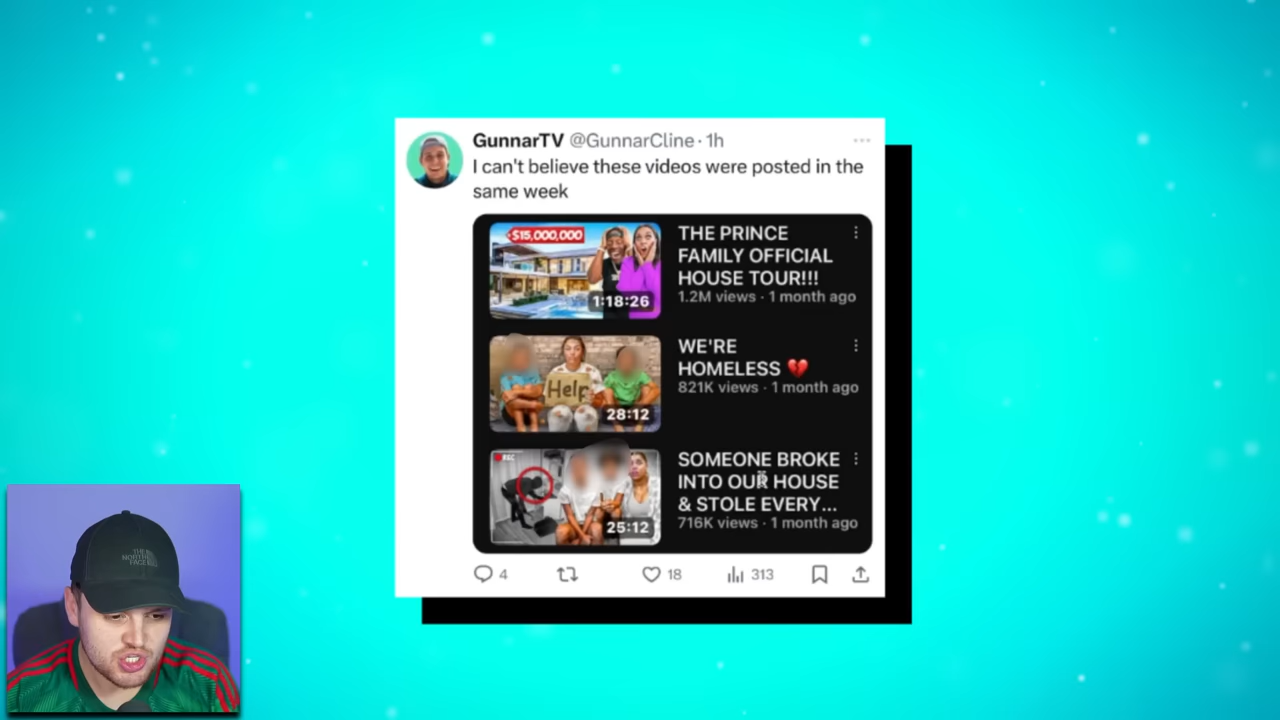 GunnarTV @GunnarCline · 1h
I can't believe these videos were posted in the
same week
$15,000,000
1:18:26
THE PRINCE
FAMILY OFFICIAL
HOUSE TOUR!!!
1.2M views · 1 month ago
Help
28:12
WE'RE
HOMELESS 💔
821K views · 1 month ago
REC
25:12
SOMEONE BROKE
INTO OUR HOUSE
& STOLE EVERY...
716K views · 1 month ago
4
18
313
THE
NORTH
FACE